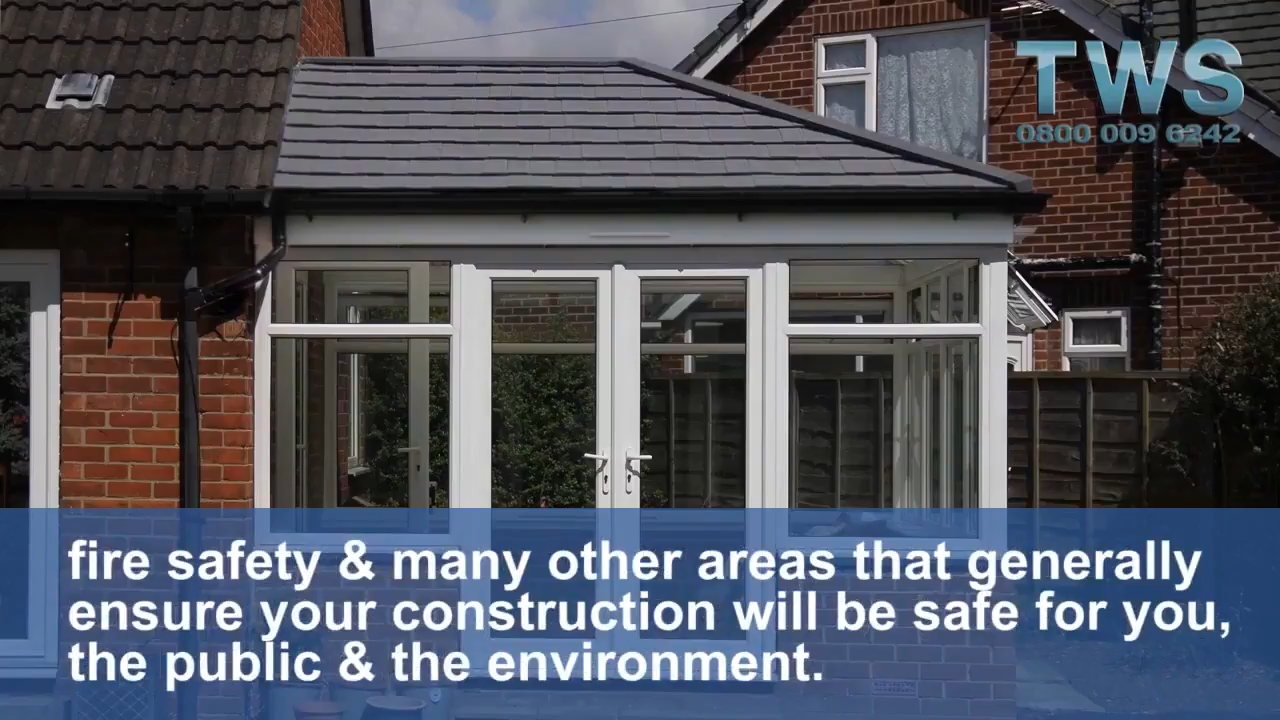 TWS
0800 009 6242
fire safety & many other areas that generally
ensure your construction will be safe for you,
the public & the environment.